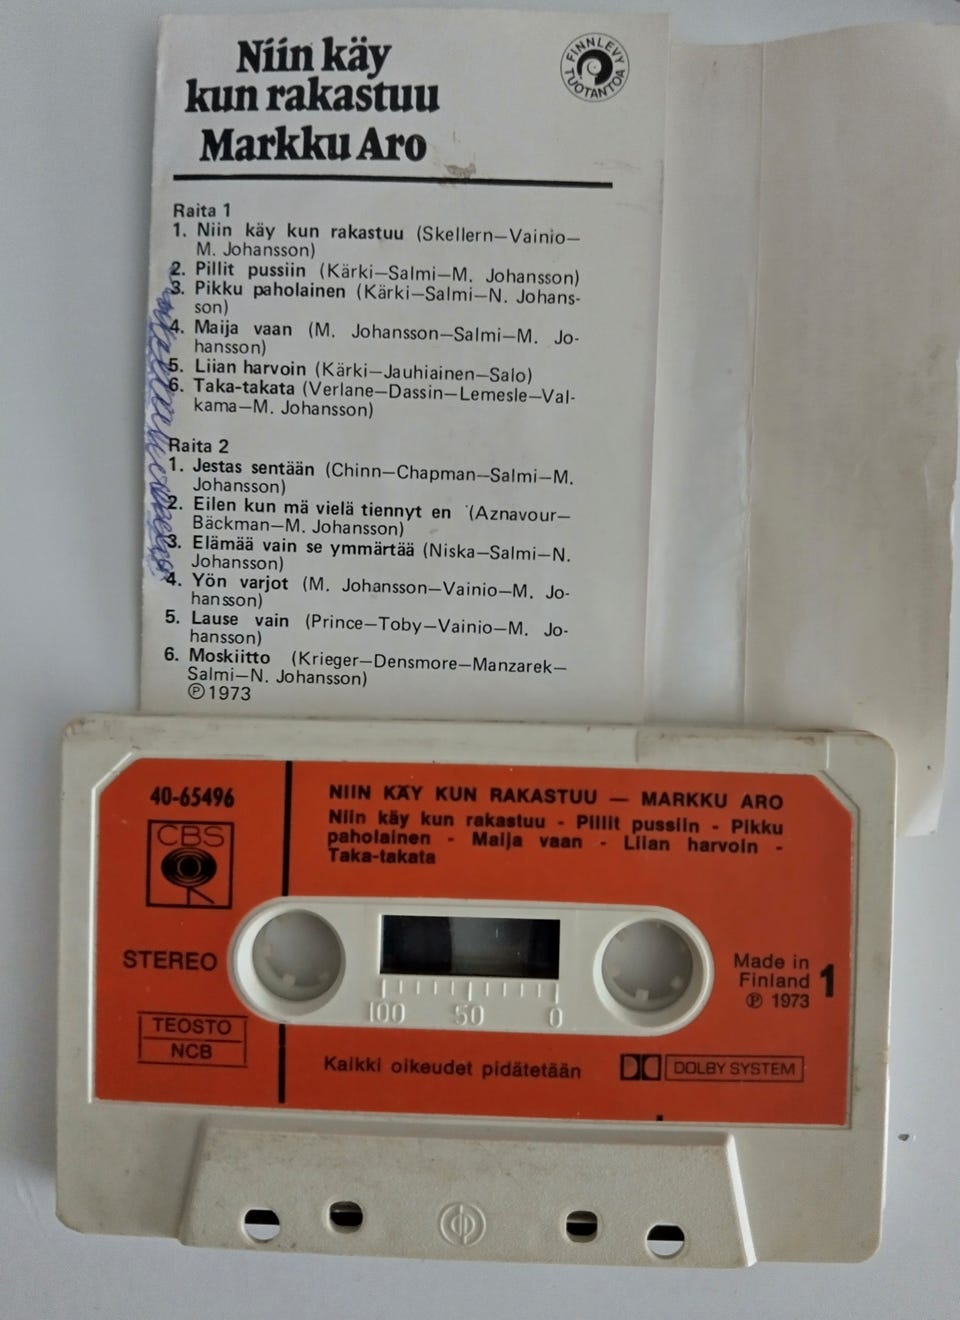 Niin käy
kun rakastuu
Markku Aro
FINNLEVY
TUOTANTOA
Raita 1
1. Niin käy kun rakastuu (Skellern—Vainio—
M. Johansson)
2. Pillit pussiin (Kärki—Salmi—M. Johansson)
3. Pikku paholainen (Kärki—Salmi—N. Johans-
son)
4. Maija vaan (M. Johansson—Salmi—M. Jo-
hansson)
5. Liian harvoin (Kärki—Jauhiainen—Salo)
6. Taka-takata (Verlane—Dassin—Lemesle—Val-
kama—M. Johansson)
Raita 2
1. Jestas sentään (Chinn—Chapman—Salmi—M.
Johansson)
2. Eilen kun mä vielä tiennyt en (Aznavour—
Bäckman—M. Johansson)
3. Elämää vain se ymmärtää (Niska—Salmi—N.
Johansson)
4. Yön varjot (M. Johansson—Vainio—M. Jo-
hansson)
5. Lause vain (Prince—Toby—Vainio—M. Jo-
hansson)
6. Moskiitto (Krieger—Densmore—Manzarek—
Salmi—N. Johansson)
℗ 1973
40-65496
CBS
STEREO
TEOSTO
NCB
NIIN KÄY KUN RAKASTUU — MARKKU ARO
Niin käy kun rakastuu - Pillit pussiin - Pikku
paholainen - Maija vaan - Liian harvoin -
Taka-takata
100 50 0
Made in
Finland
℗ 1973
1
Kaikki oikeudet pidätetään
DOLBY SYSTEM